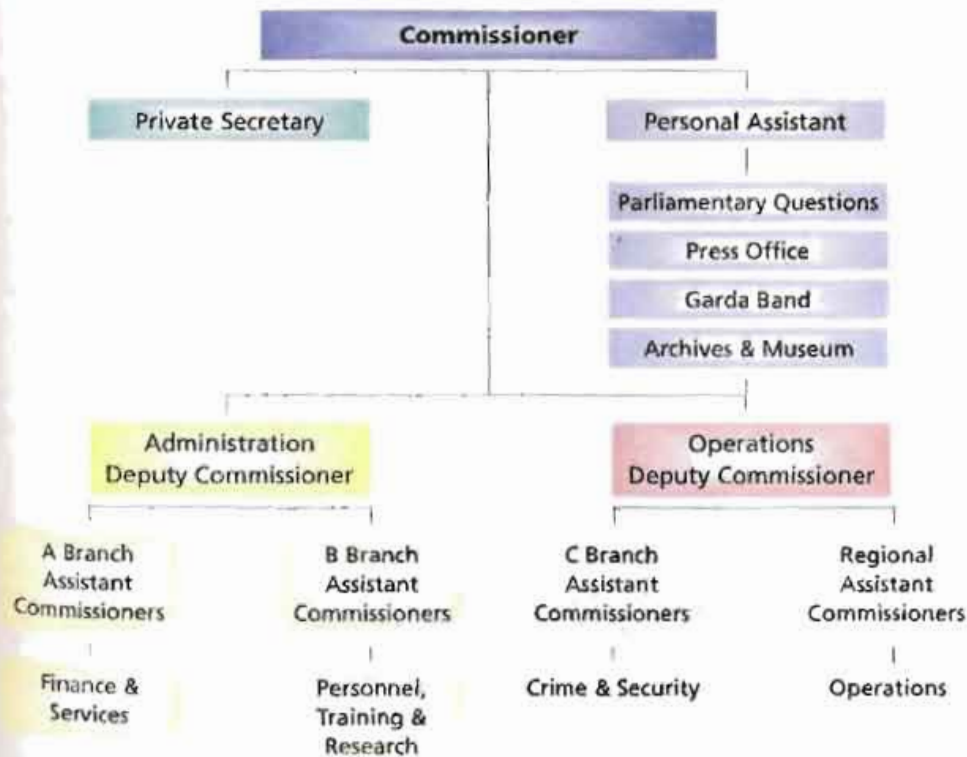 Commissioner
Private Secretary
Personal Assistant
Parliamentary Questions
Press Office
Garda Band
Archives & Museum
Administration
Deputy Commissioner
Operations
Deputy Commissioner
A Branch
Assistant
Commissioners
B Branch
Assistant
Commissioners
C Branch
Assistant
Commissioners
Regional
Assistant
Commissioners
Finance &
Services
Personnel,
Training &
Research
Crime & Security
Operations